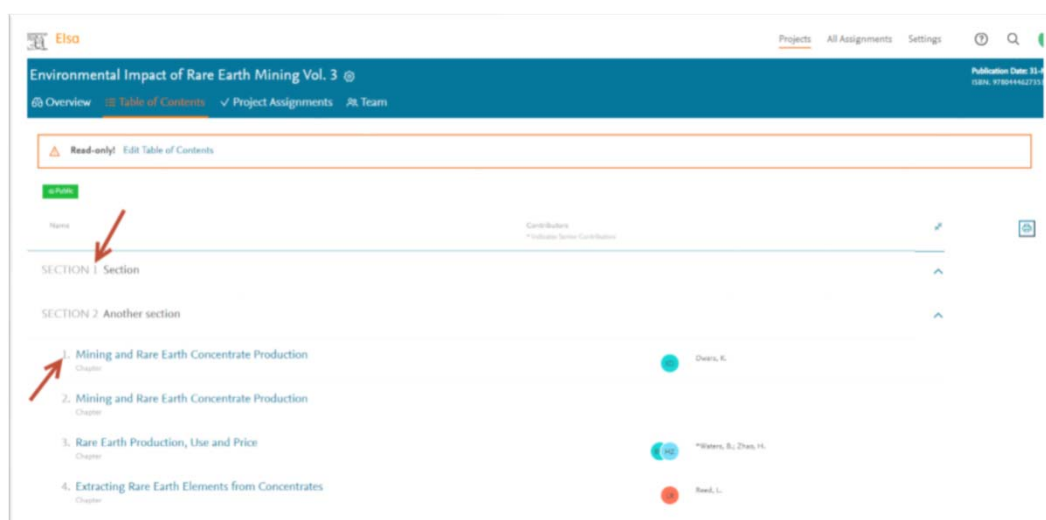 Elsa
Projects All Assignments Settings
Environmental Impact of Rare Earth Mining Vol. 3
Publication Date: 31-
Overview Table of Contents Project Assignments Team
Read-only! Edit Table of Contents
Public
Name Contributors
* Indicates Senior Contributors
SECTION 1 Section
SECTION 2 Another section
1. Mining and Rare Earth Concentrate Production Owars, K.
Chapter
2. Mining and Rare Earth Concentrate Production
Chapter
3. Rare Earth Production, Use and Price HZ *Waters, B.; Zhao, H.
Chapter
4. Extracting Rare Earth Elements from Concentrates Reed, L.
Chapter